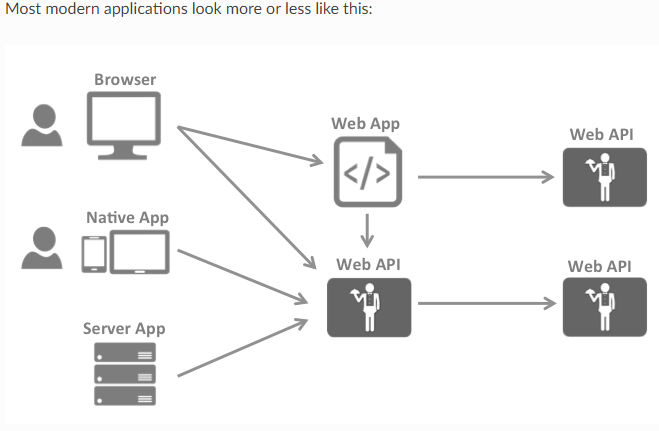 Most modern applications look more or less like this:
Browser
Web App
</>
Web API
Native App
Web API
Web API
Server App